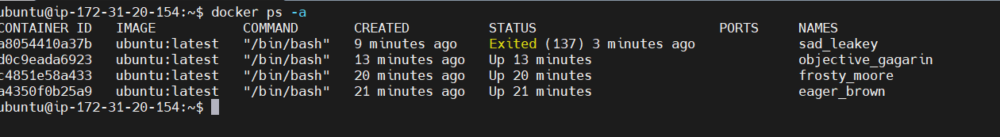 ubuntu@ip-172-31-20-154:~$ docker ps -a
CONTAINER ID   IMAGE           COMMAND       CREATED          STATUS                       PORTS     NAMES
a8054410a37b   ubuntu:latest   "/bin/bash"   9 minutes ago    Exited (137) 3 minutes ago             sad_leakey
d0c9eada6923   ubuntu:latest   "/bin/bash"   13 minutes ago   Up 13 minutes                          objective_gagarin
c4851e58a433   ubuntu:latest   "/bin/bash"   20 minutes ago   Up 20 minutes                          frosty_moore
a4350f0b25a9   ubuntu:latest   "/bin/bash"   21 minutes ago   Up 21 minutes                          eager_brown
ubuntu@ip-172-31-20-154:~$